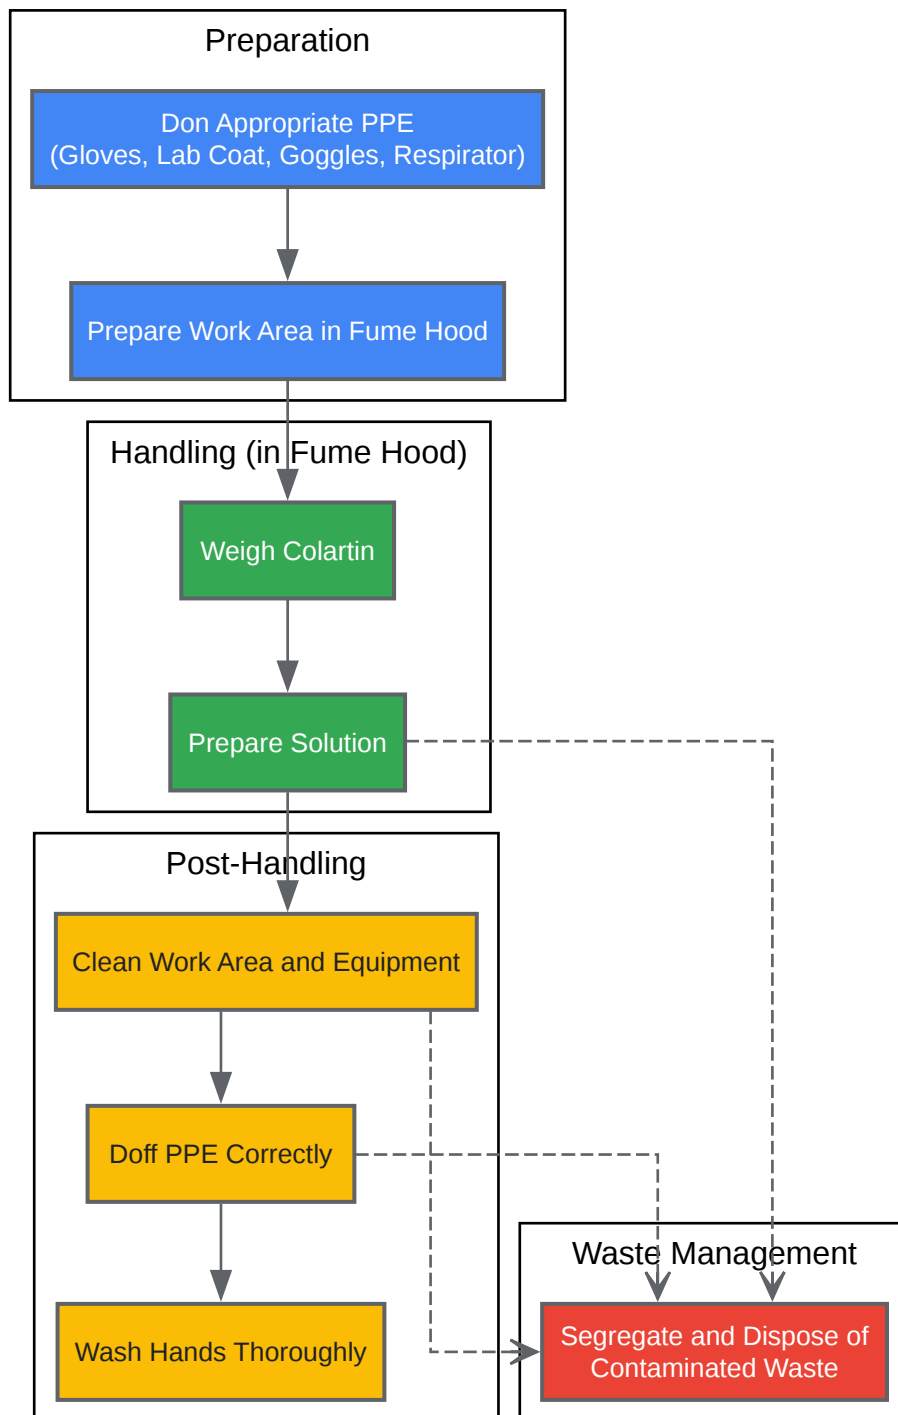 Preparation
Don Appropriate PPE
(Gloves, Lab Coat, Goggles, Respirator)
Prepare Work Area in Fume Hood
Handling (in Fume Hood)
Weigh Colartin
Prepare Solution
Post-Handling
Clean Work Area and Equipment
Doff PPE Correctly
Wash Hands Thoroughly
Waste Management
Segregate and Dispose of
Contaminated Waste